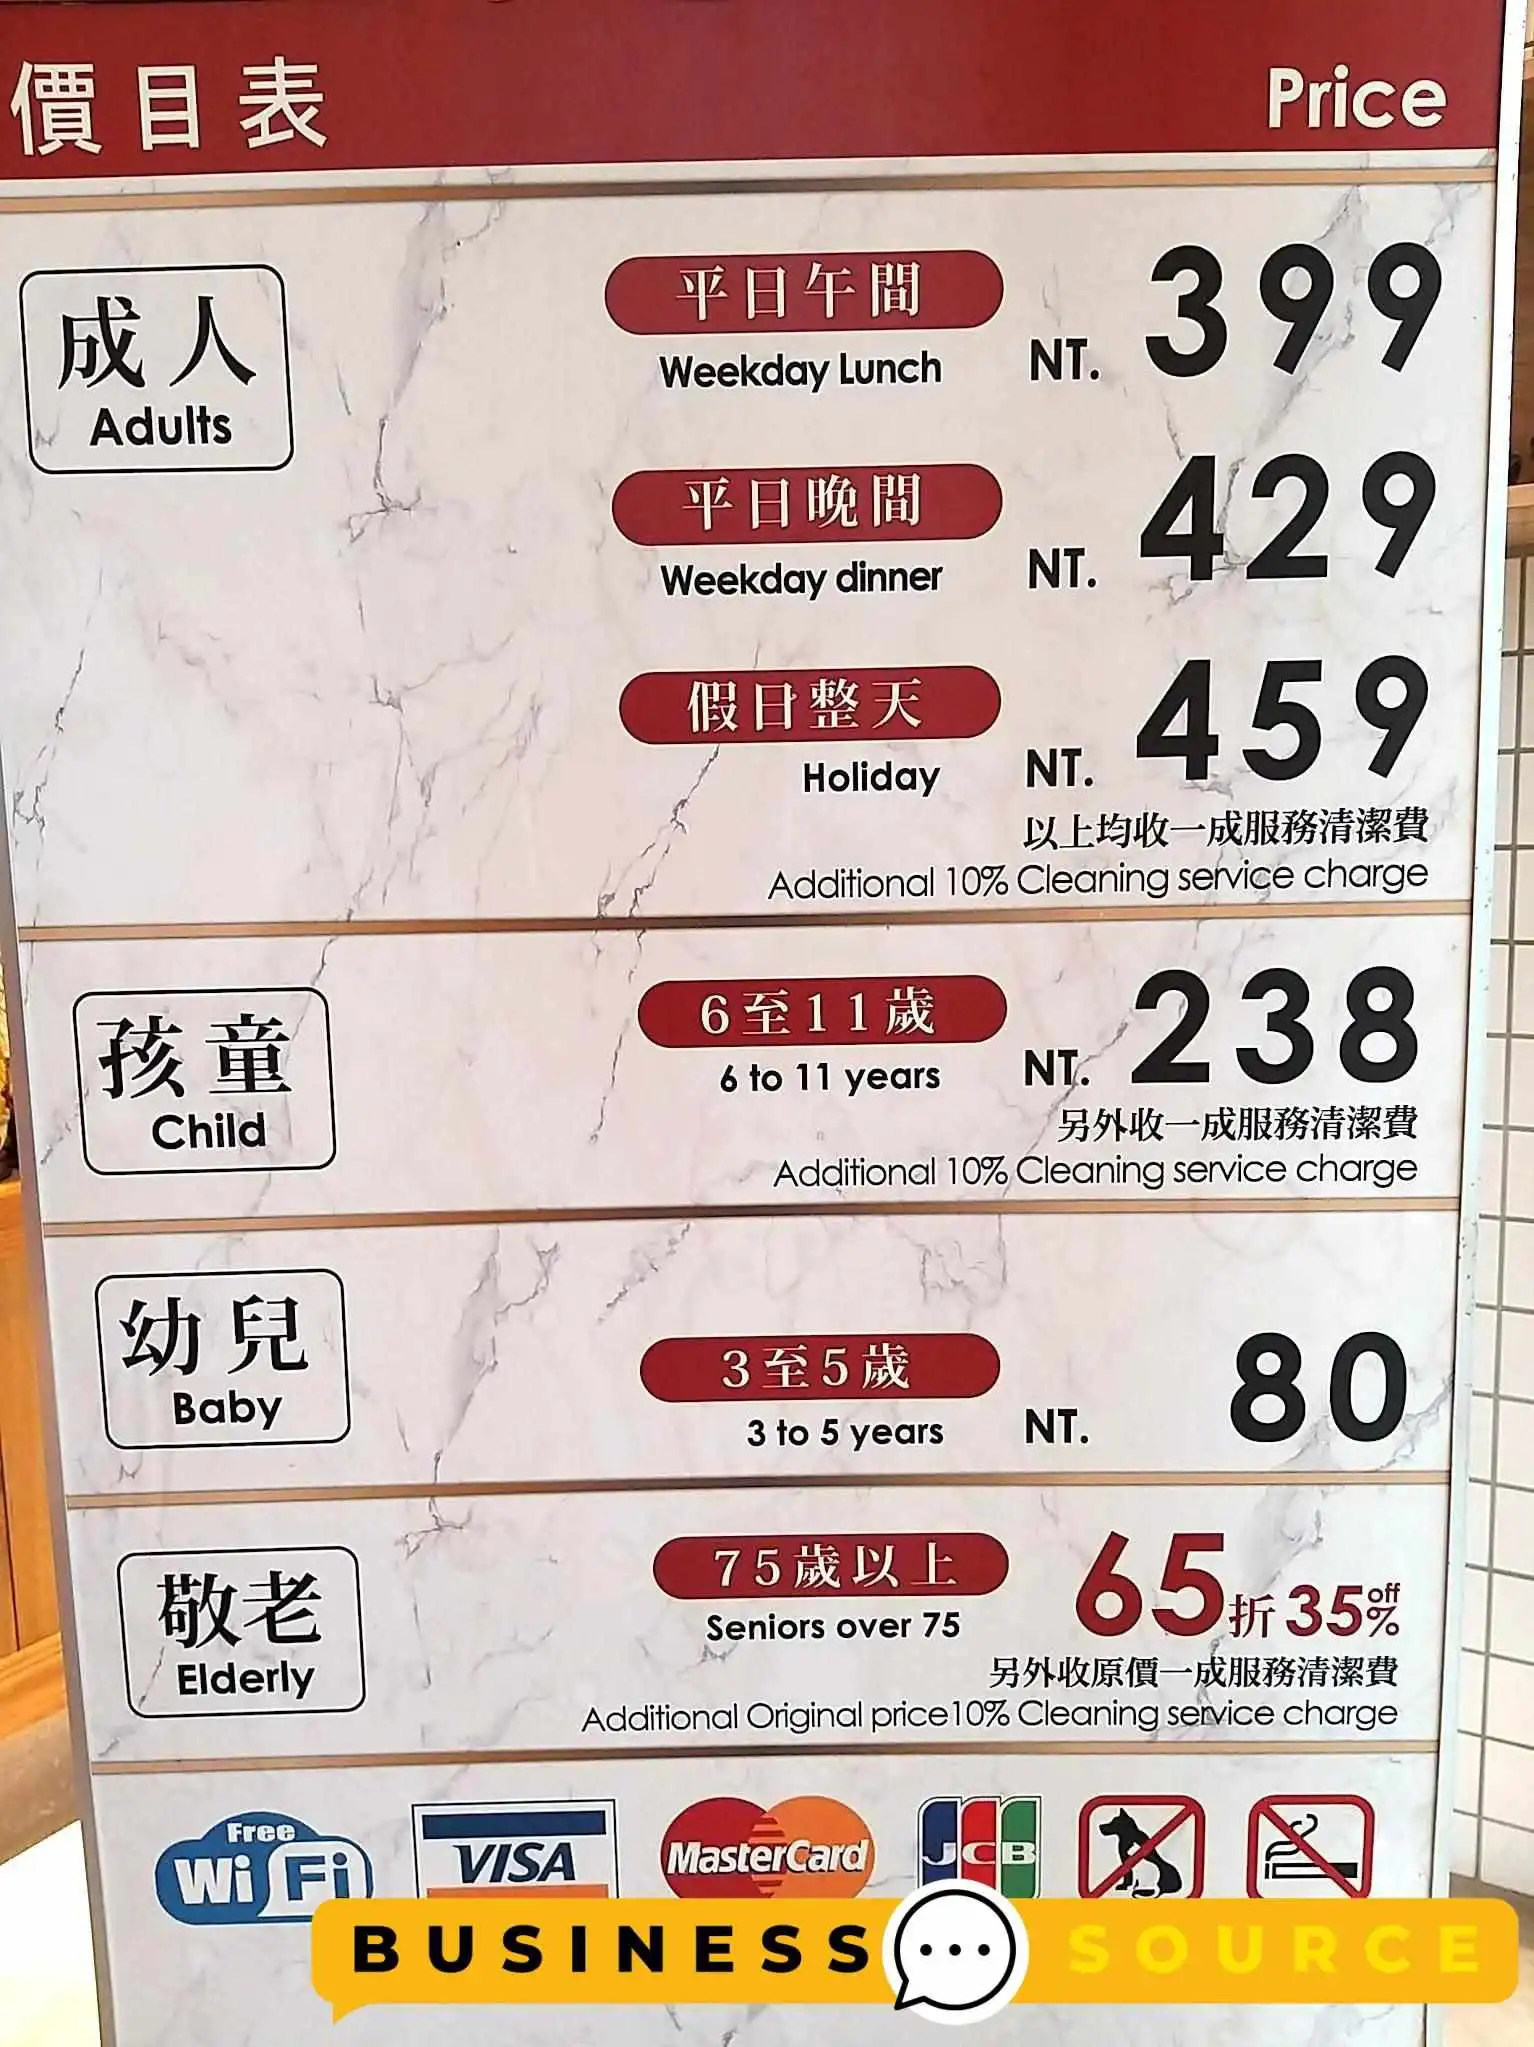 價目表 Price
成人
Adults
平日午間
Weekday Lunch NT. 399
平日晚間
Weekday dinner NT. 429
假日整天
Holiday NT. 459
以上均收一成服務清潔費
Additional 10% Cleaning service charge
孩童
Child
6至11歲
6 to 11 years NT. 238
另外收一成服務清潔費
Additional 10% Cleaning service charge
幼兒
Baby
3至5歲
3 to 5 years NT. 80
敬老
Elderly
75歲以上
Seniors over 75
65折 35% off
另外收原價一成服務清潔費
Additional Original price10% Cleaning service charge
Free
Wi Fi
VISA
MasterCard
JCB
BUSINESS SOURCE